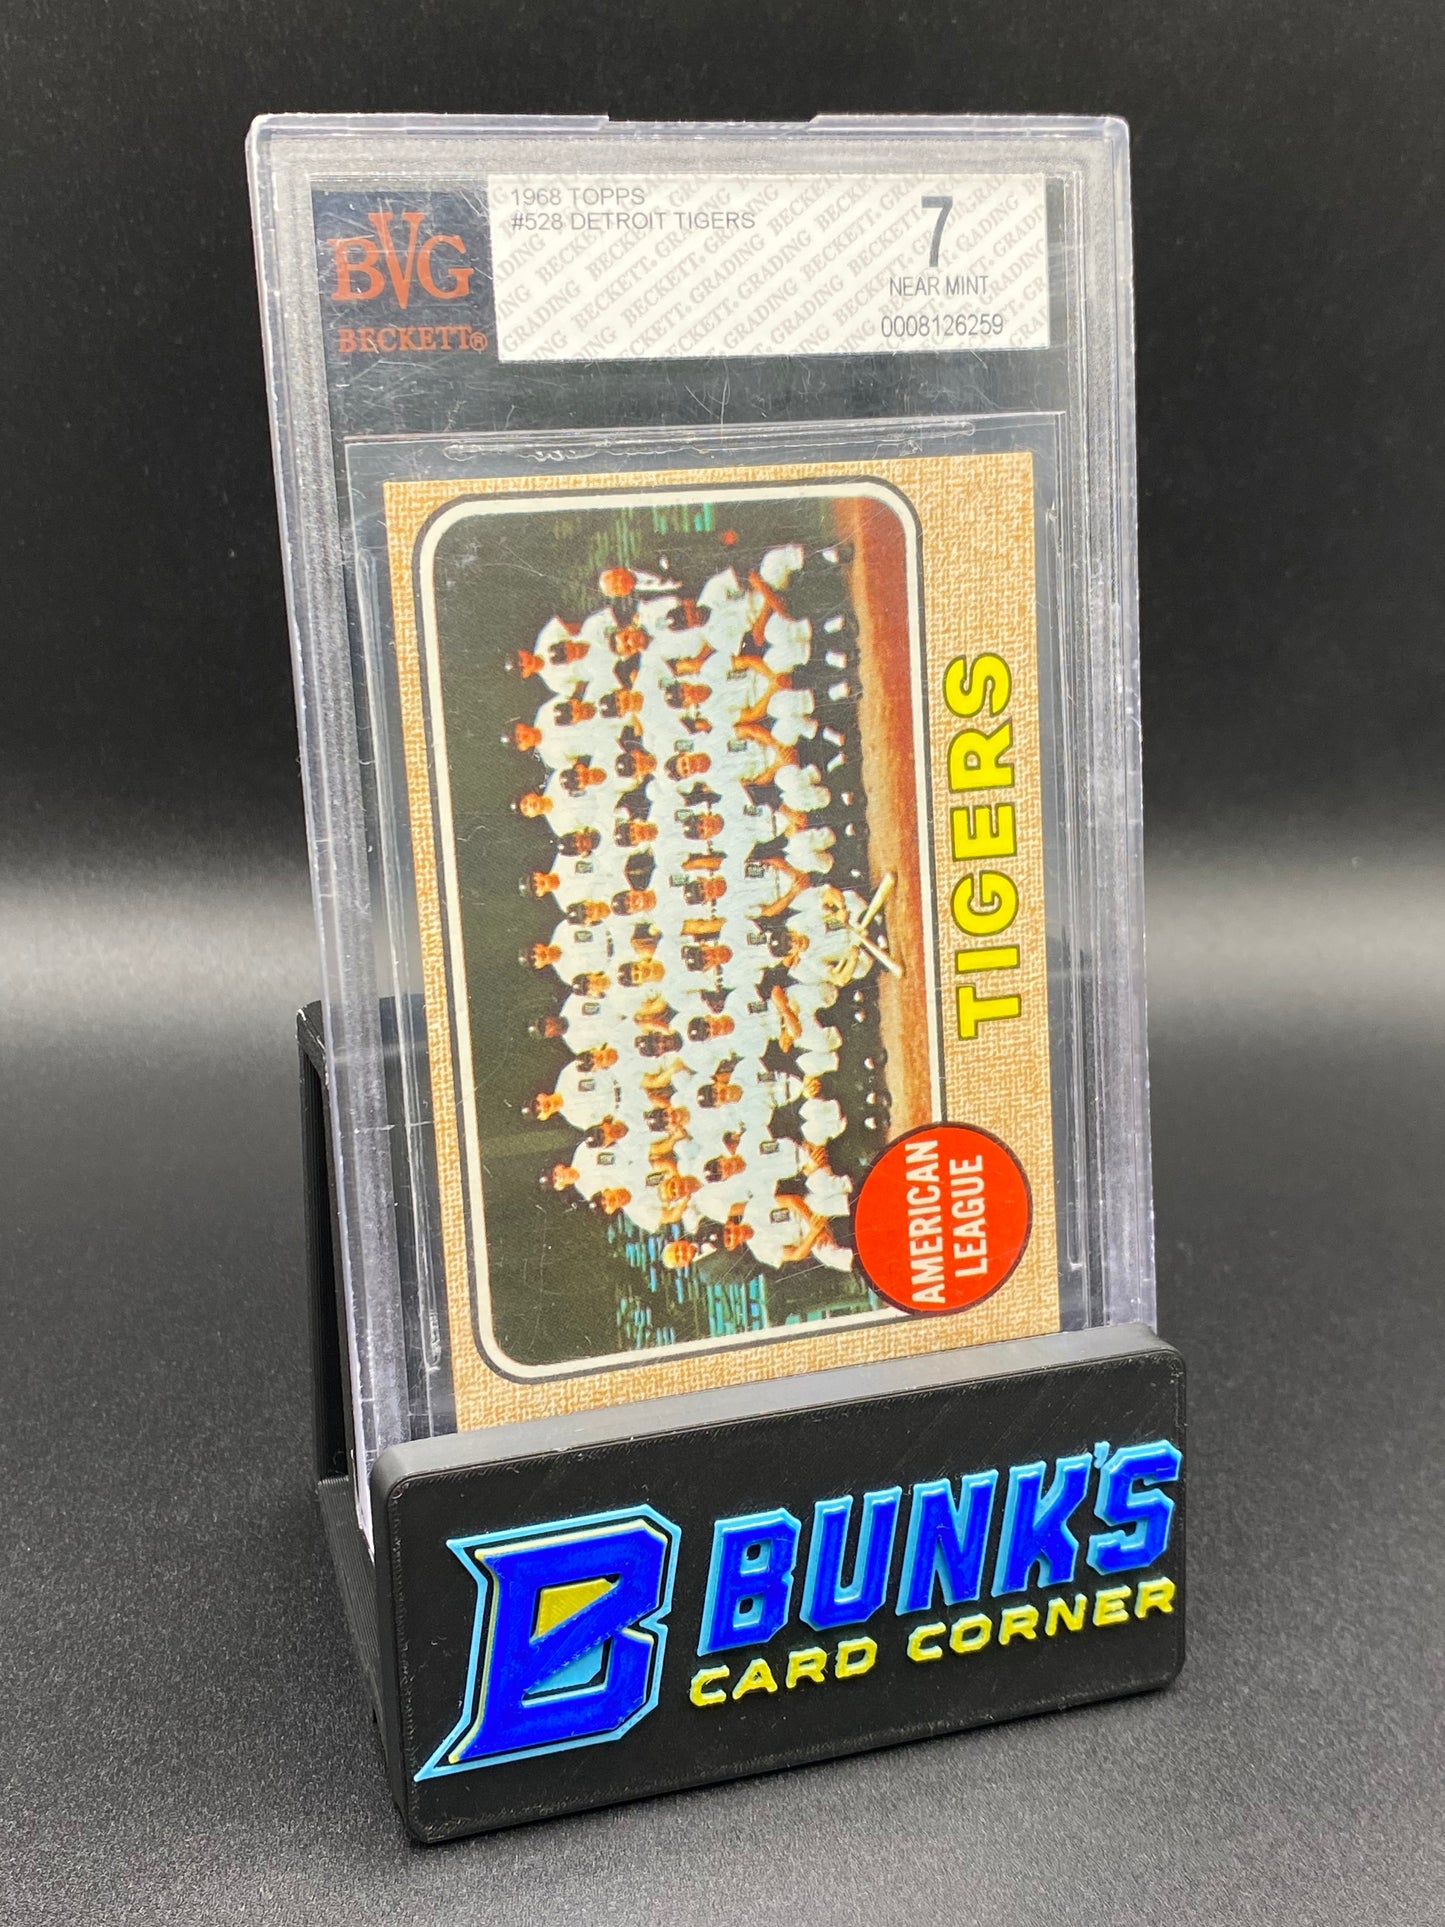 BVG
BECKETT®
1968 TOPPS
#528 DETROIT TIGERS
7
NEAR MINT
0008126259
TIGERS
AMERICAN
LEAGUE
B BUNK'S
CARD CORNER